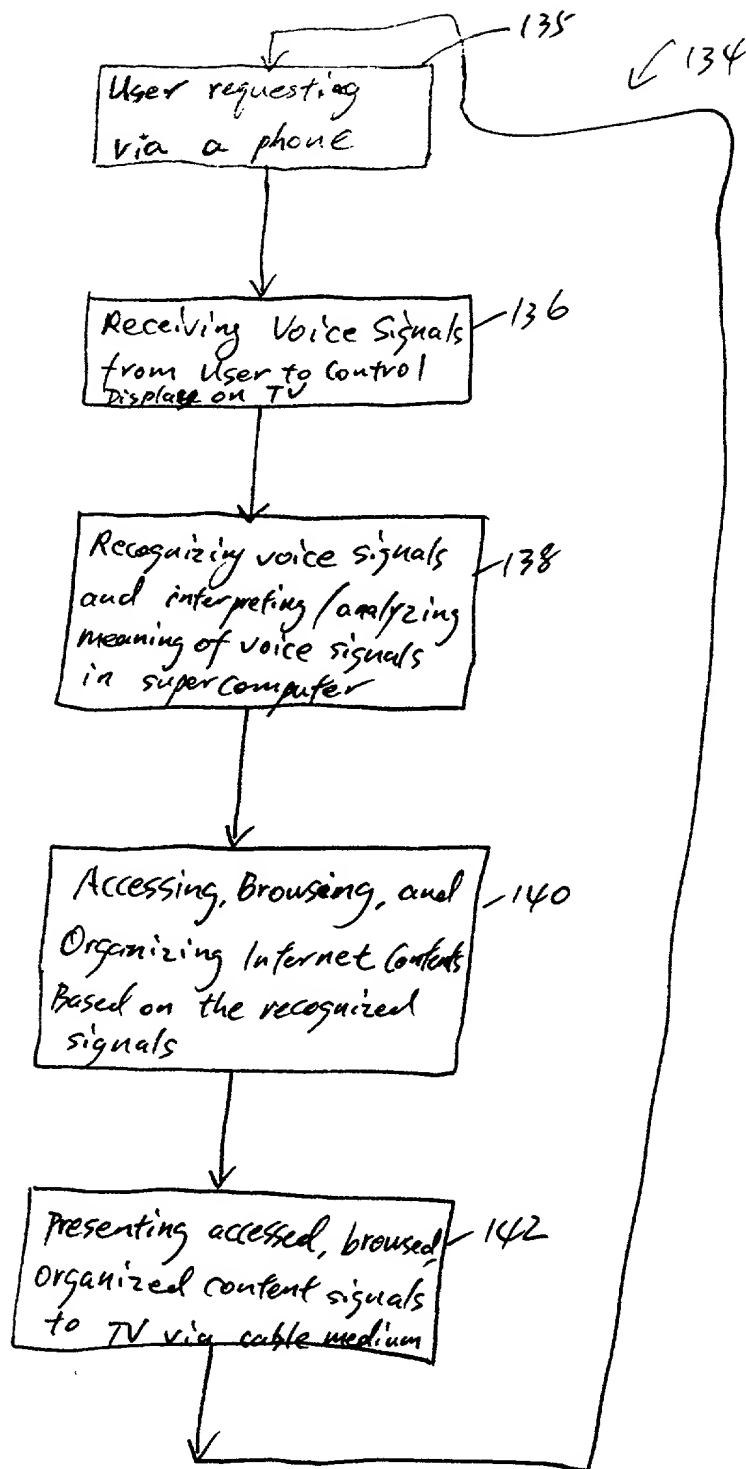 135
134
User requesting
via a phone
Receiving Voice Signals
from User to Control
Display on TV
136
Recognizing voice signals
and interpreting/analyzing
meaning of voice signals
in supercomputer
138
Accessing, Browsing, and
Organizing Internet Contents
Based on the recognized
signals
140
Presenting accessed, browsed,
organized content signals
to TV via cable medium
142